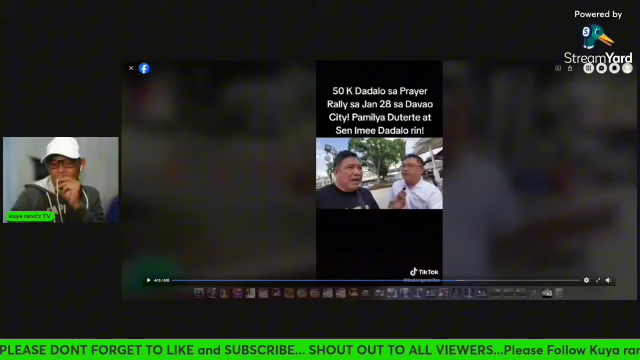 Powered by
StreamYard
50 K Dadalo sa Prayer
Rally sa Jan 28 sa Davao
City! Pamilya Duterte at
Sen Imee Dadalo rin!
kuya rand'z TV
TikTok
PLEASE DONT FORGET TO LIKE and SUBSCRIBE... SHOUT OUT TO ALL VIEWERS...Please Follow Kuya ran